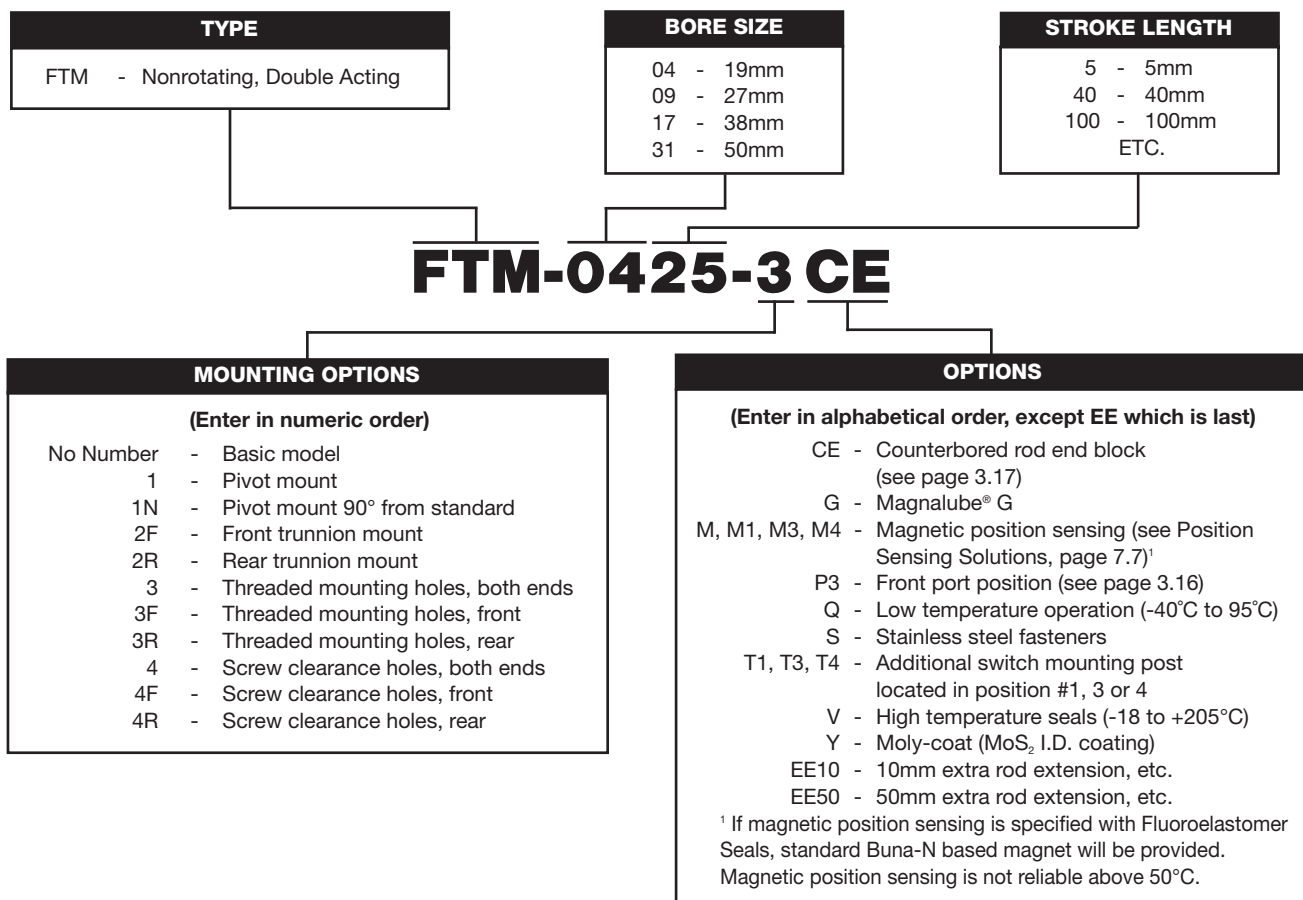 TYPE
FTM - Nonrotating, Double Acting
BORE SIZE
04 - 19mm
09 - 27mm
17 - 38mm
31 - 50mm
STROKE LENGTH
5 - 5mm
40 - 40mm
100 - 100mm
ETC.
FTM-0425-3 CE
MOUNTING OPTIONS
(Enter in numeric order)
No Number - Basic model
1 - Pivot mount
1N - Pivot mount 90° from standard
2F - Front trunnion mount
2R - Rear trunnion mount
3 - Threaded mounting holes, both ends
3F - Threaded mounting holes, front
3R - Threaded mounting holes, rear
4 - Screw clearance holes, both ends
4F - Screw clearance holes, front
4R - Screw clearance holes, rear
OPTIONS
(Enter in alphabetical order, except EE which is last)
CE - Counterbored rod end block
(see page 3.17)
G - Magnalube® G
M, M1, M3, M4 - Magnetic position sensing (see Position
Sensing Solutions, page 7.7)¹
P3 - Front port position (see page 3.16)
Q - Low temperature operation (-40°C to 95°C)
S - Stainless steel fasteners
T1, T3, T4 - Additional switch mounting post
located in position #1, 3 or 4
V - High temperature seals (-18 to +205°C)
Y - Moly-coat (MoS₂ I.D. coating)
EE10 - 10mm extra rod extension, etc.
EE50 - 50mm extra rod extension, etc.
¹ If magnetic position sensing is specified with Fluoroelastomer
Seals, standard Buna-N based magnet will be provided.
Magnetic position sensing is not reliable above 50°C.